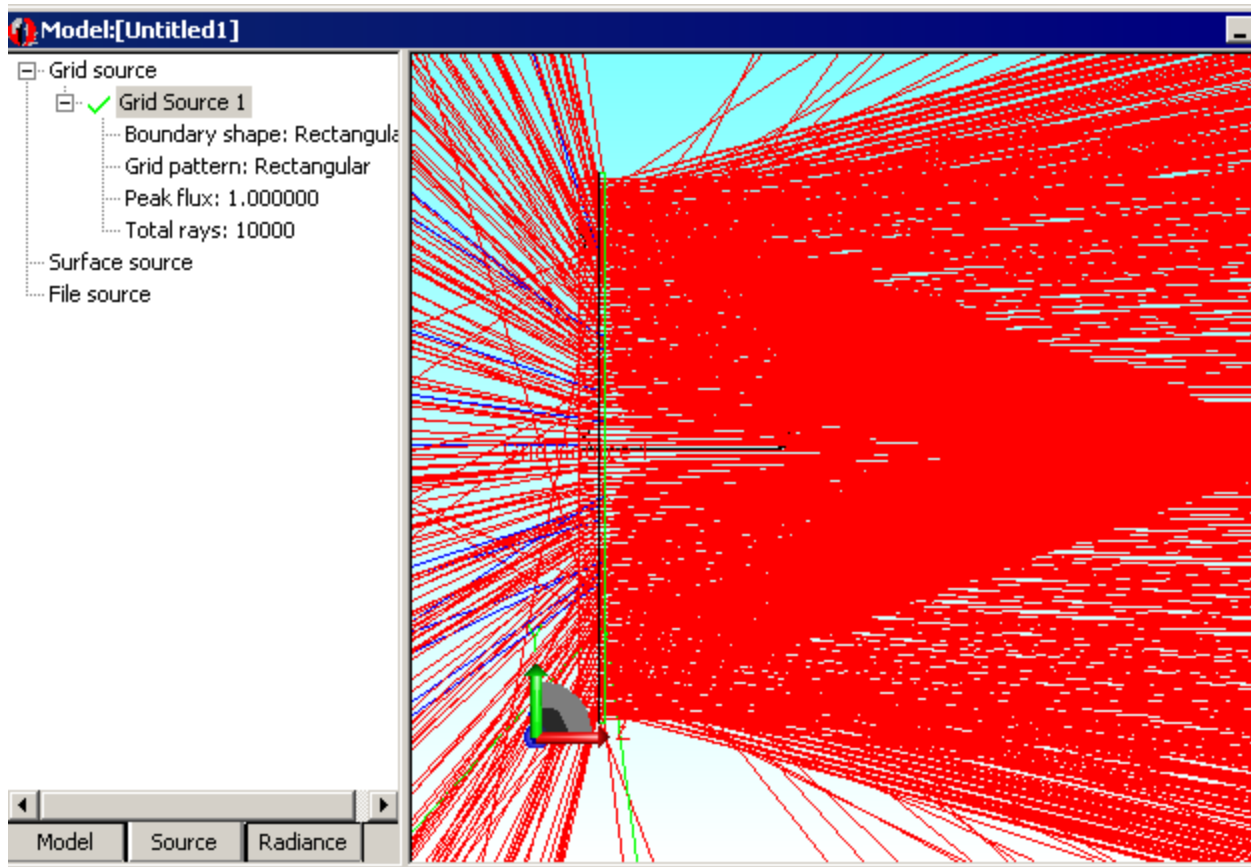 Model:[Untitled1]
Grid source
Grid Source 1
Boundary shape: Rectangula
Grid pattern: Rectangular
Peak flux: 1.000000
Total rays: 10000
Surface source
File source
Z
Model
Source
Radiance